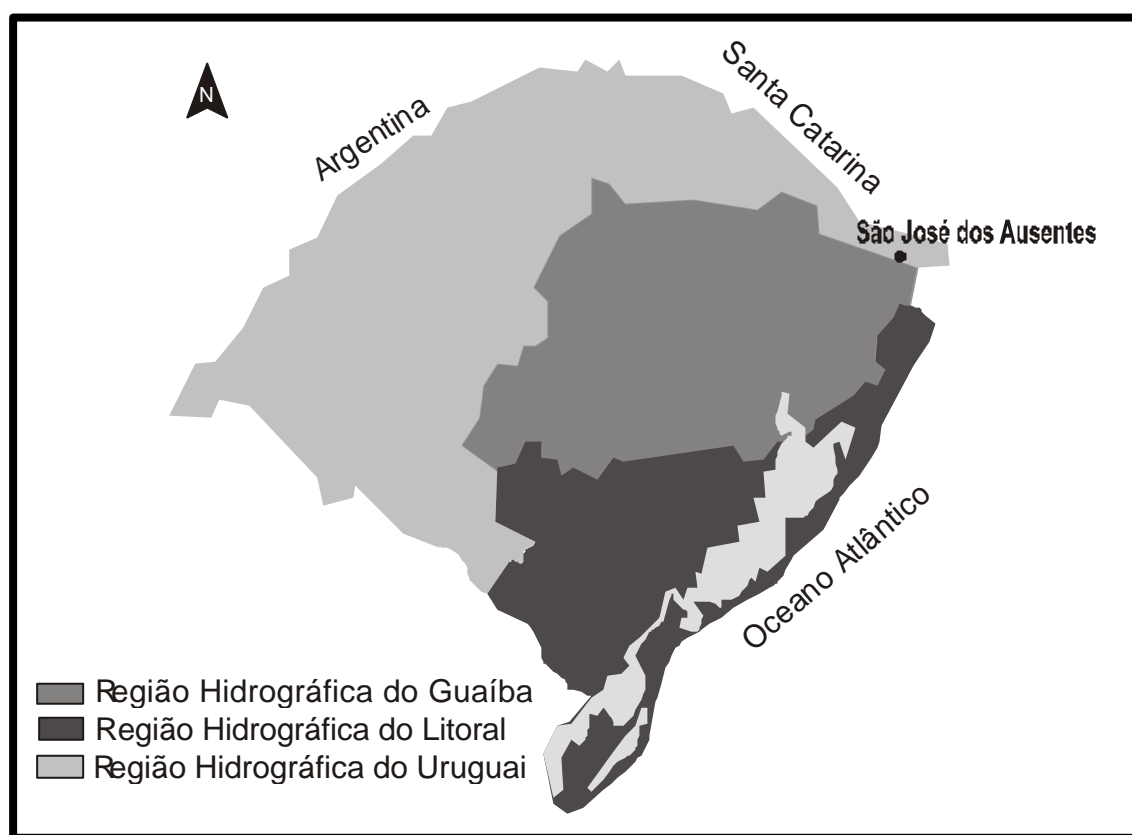 N
Argentina
Santa Catarina
São José dos Ausentes
Oceano Atlântico
Região Hidrográfica do Guaíba
Região Hidrográfica do Litoral
Região Hidrográfica do Uruguai